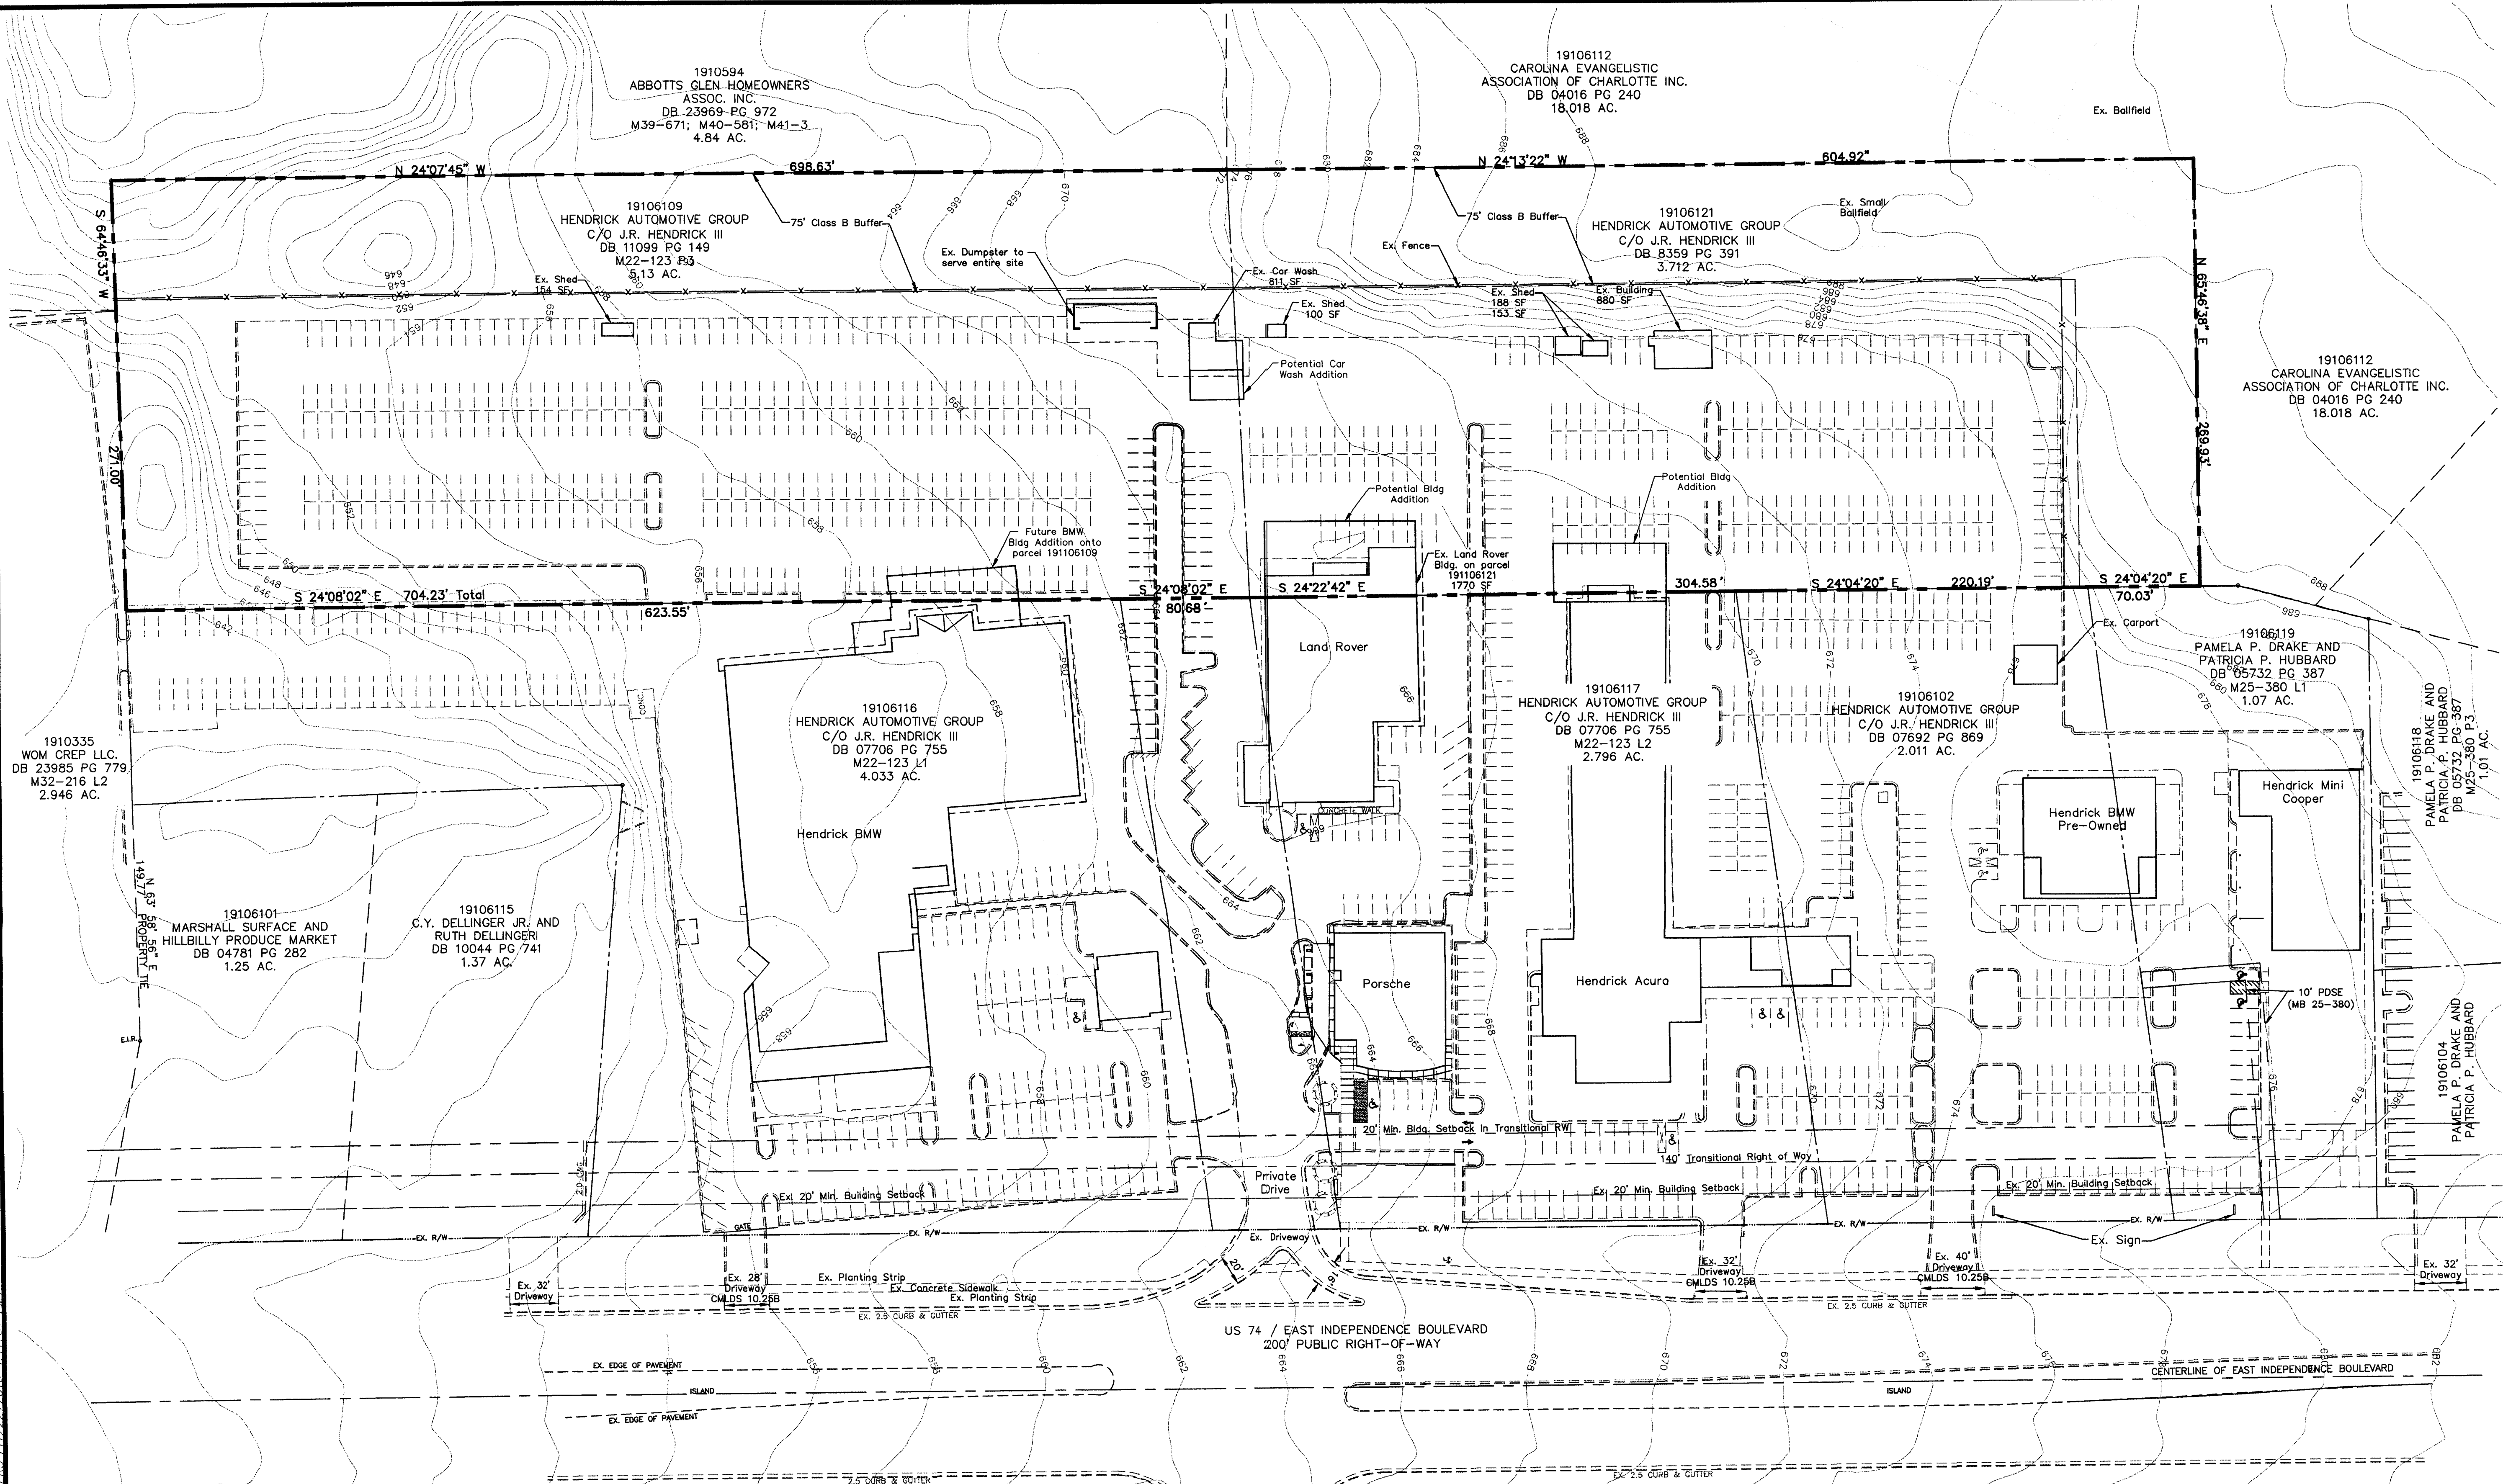 1910594
ABBOTTS GLEN HOMEOWNERS
ASSOC. INC.
DB 23969 PG 972
M39-671; M40-581; M41-3
4.84 AC.
19106112
CAROLINA EVANGELISTIC
ASSOCIATION OF CHARLOTTE INC.
DB 04016 PG 240
18.018 AC.
Ex. Ballfield
N 24°07'45" W
698.63'
N 24°13'22" W
604.92"
S 64°46'33" W
271.00'
N 65°46'38" E
269.93'
19106109
HENDRICK AUTOMOTIVE GROUP
C/O J.R. HENDRICK III
DB 11099 PG 149
M22-123 P3
5.13 AC.
75' Class B Buffer
75' Class B Buffer
19106121
HENDRICK AUTOMOTIVE GROUP
C/O J.R. HENDRICK III
DB 8359 PG 391
3.712 AC.
Ex. Small
Ballfield
Ex. Fence
Ex. Dumpster to
serve entire site
Ex. Shed
154 SF
Ex. Car Wash
811 SF
Ex. Shed
100 SF
Ex. Shed
188 SF
153 SF
Ex. Building
880 SF
Potential Car
Wash Addition
19106112
CAROLINA EVANGELISTIC
ASSOCIATION OF CHARLOTTE INC.
DB 04016 PG 240
18.018 AC.
Potential Bldg
Addition
Potential Bldg
Addition
Future BMW
Bldg Addition onto
parcel 191106109
Ex. Land Rover
Bldg. on parcel
191106121
1770 SF
S 24°08'02" E
704.23' Total
623.55'
S 24°08'02" E
80.68'
S 24°22'42" E
304.58'
S 24°04'20" E
220.19'
S 24°04'20" E
70.03'
Ex. Carport
Land Rover
19106119
PAMELA P. DRAKE AND
PATRICIA P. HUBBARD
DB 05732 PG 387
M25-380 L1
1.07 AC.
19106118
PAMELA P. DRAKE AND
PATRICIA P. HUBBARD
DB 05732 PG 387
M25-380 P3
1.01 AC.
19106116
HENDRICK AUTOMOTIVE GROUP
C/O J.R. HENDRICK III
DB 07706 PG 755
M22-123 L1
4.033 AC.
19106117
HENDRICK AUTOMOTIVE GROUP
C/O J.R. HENDRICK III
DB 07706 PG 755
M22-123 L2
2.796 AC.
19106102
HENDRICK AUTOMOTIVE GROUP
C/O J.R. HENDRICK III
DB 07692 PG 869
2.011 AC.
CONC.
1910335
WOM CREP LLC.
DB 23985 PG 779
M32-216 L2
2.946 AC.
Hendrick BMW
CONCRETE WALK
Hendrick BMW
Pre-Owned
Hendrick Mini
Cooper
N 63° 58' 56" E
149.77' PROPERTY TIE
19106101
MARSHALL SURFACE AND
HILLBILLY PRODUCE MARKET
DB 04781 PG 282
1.25 AC.
19106115
C.Y. DELLINGER JR. AND
RUTH DELLINGERI
DB 10044 PG 741
1.37 AC.
E.I.R.
Porsche
Hendrick Acura
10' PDSE
(MB 25-380)
19106104
PAMELA P. DRAKE AND
PATRICIA P. HUBBARD
20' Min. Bldg. Setback in Transitional RW
140' Transitional Right of Way
Private
Drive
Ex. 20' Min. Building Setback
Ex. 20' Min. Building Setback
Ex. 20' Min. Building Setback
GATE
EX. R/W
EX. R/W
EX. R/W
EX. R/W
EX. R/W
Ex. Driveway
Ex. Sign
Ex. 32'
Driveway
Ex. 28'
Driveway
CMLDS 10.25B
Ex. Planting Strip
Ex. Concrete Sidewalk
Ex. Planting Strip
20'
16'
Ex. 32'
Driveway
CMLDS 10.25B
Ex. 40'
Driveway
CMLDS 10.25B
Ex. 32'
Driveway
EX. 2.5 CURB & GUTTER
EX. 2.5 CURB & GUTTER
US 74 / EAST INDEPENDENCE BOULEVARD
200' PUBLIC RIGHT-OF-WAY
EX. EDGE OF PAVEMENT
ISLAND
EX. EDGE OF PAVEMENT
ISLAND
CENTERLINE OF EAST INDEPENDENCE BOULEVARD
2.5 CURB & GUTTER
EX. 2.5 CURB & GUTTER